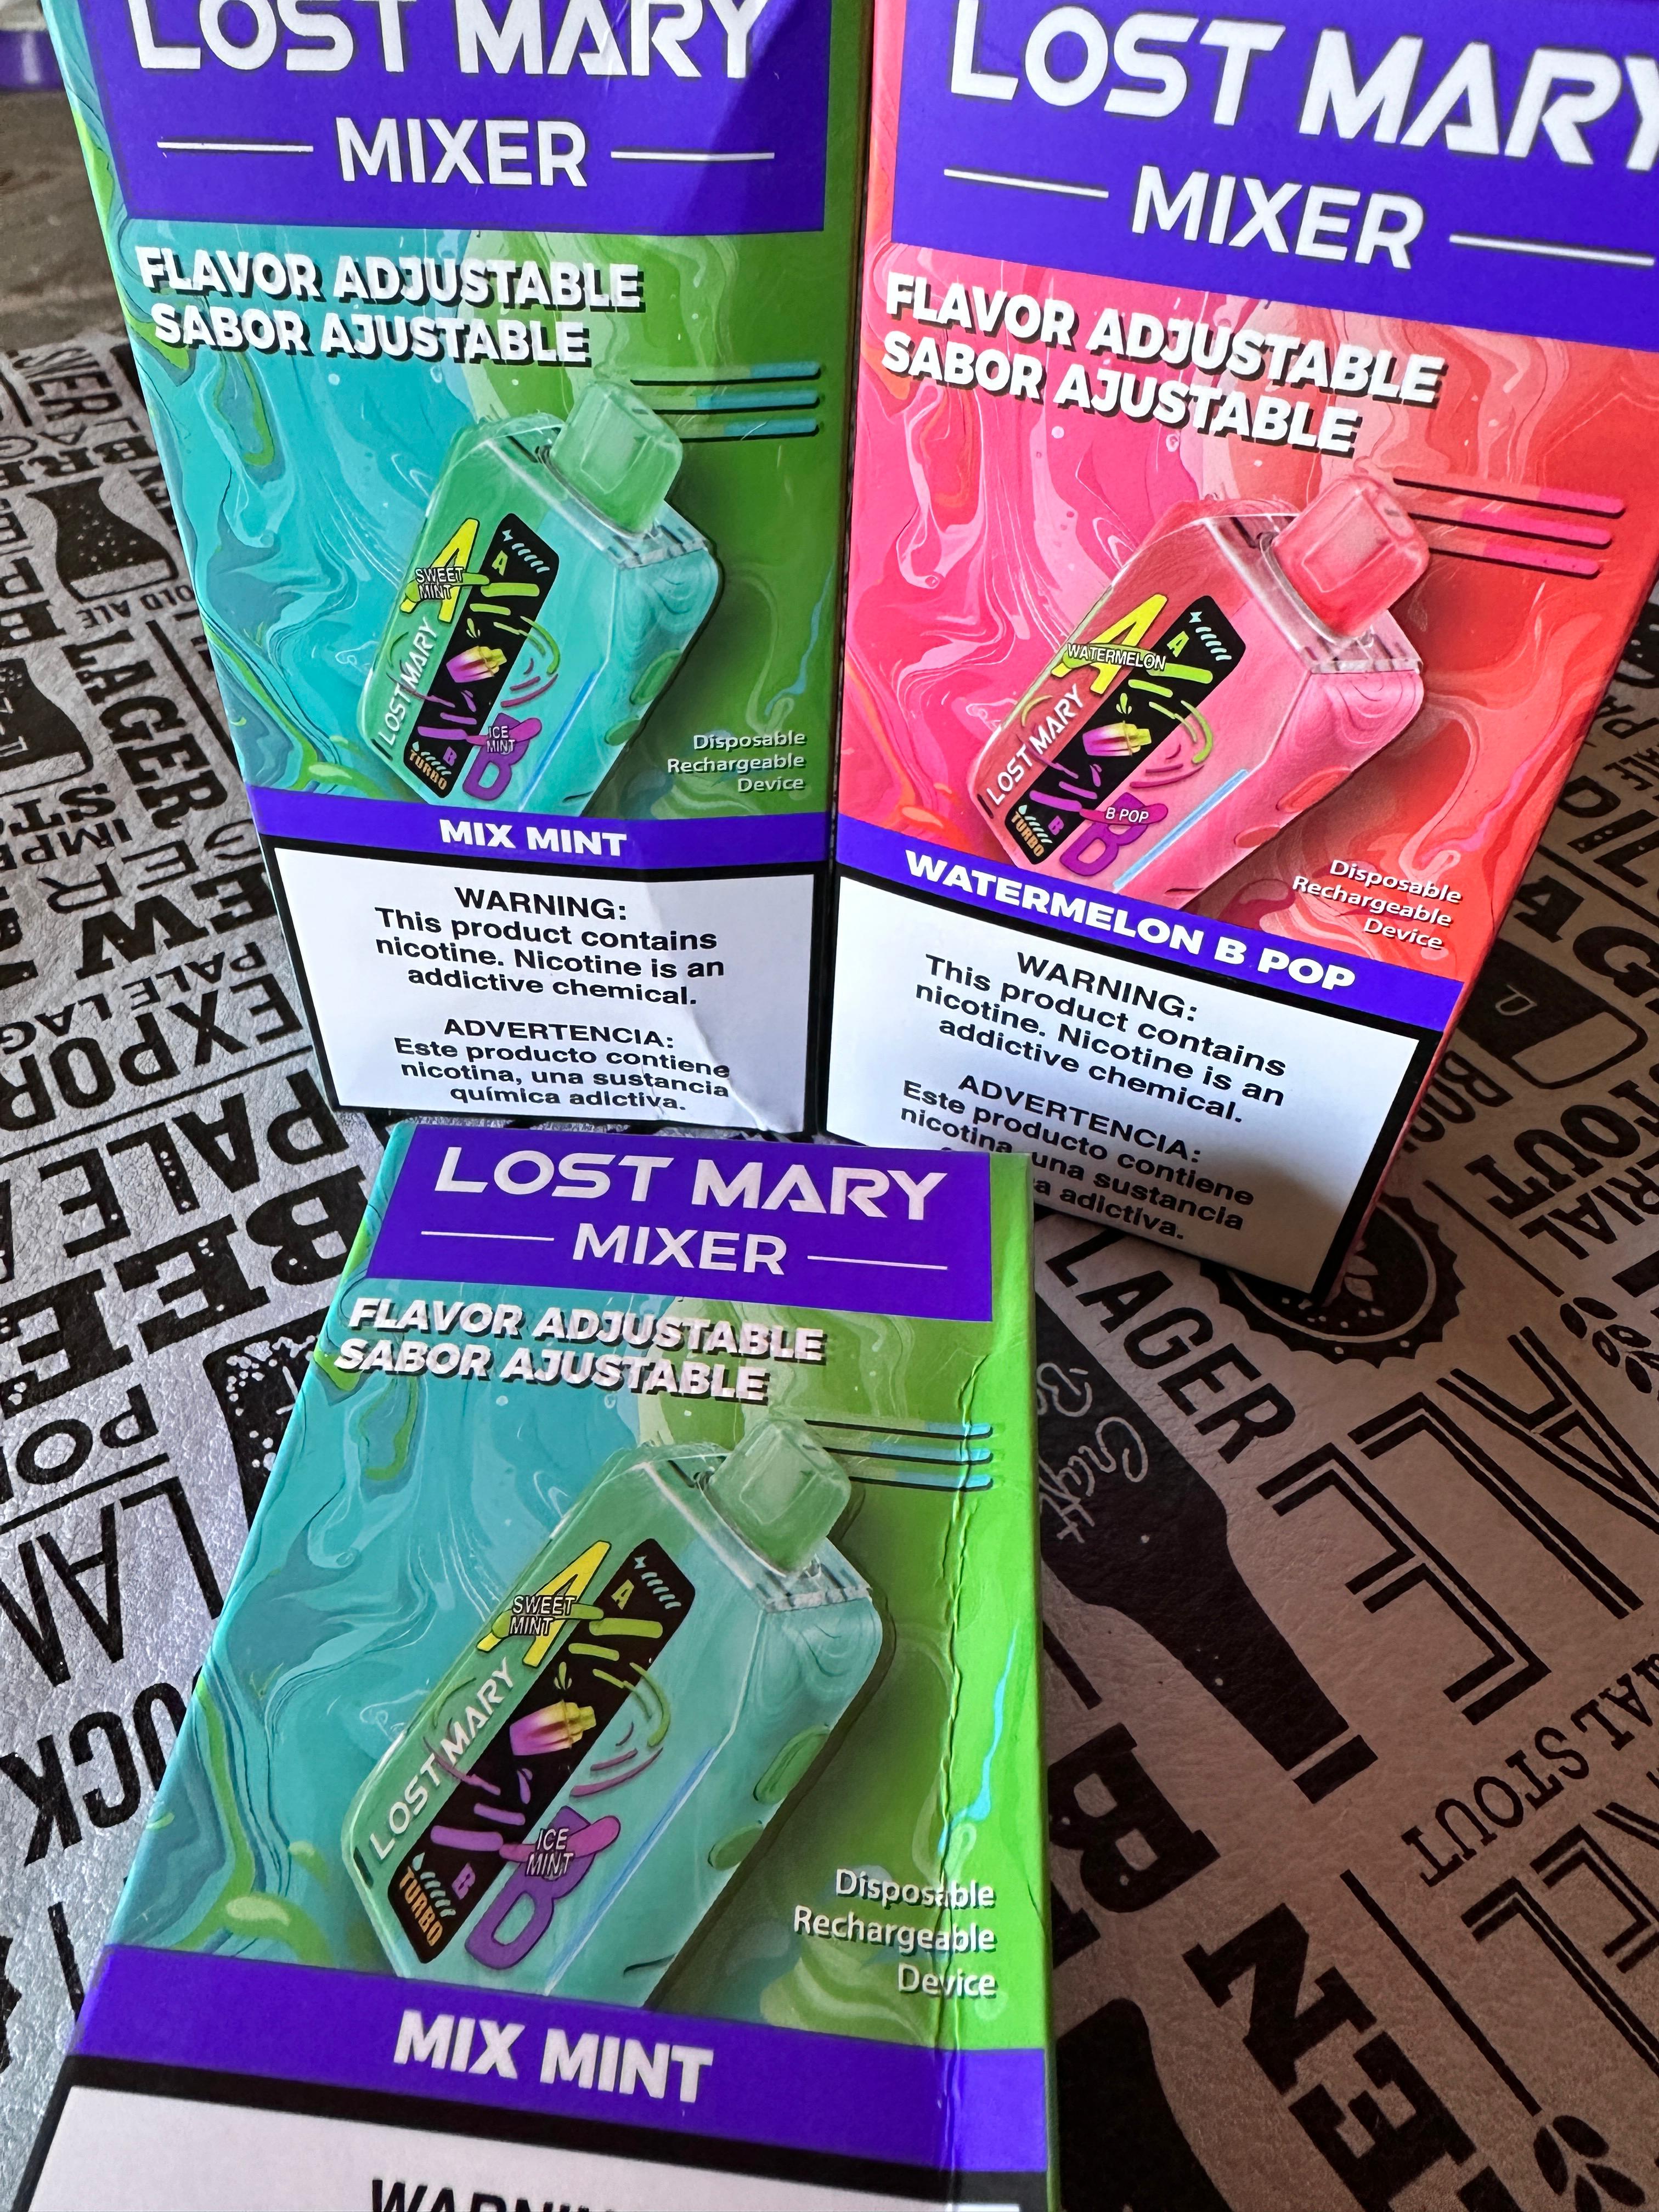 LOST MARY
MIXER
FLAVOR ADJUSTABLE
SABOR AJUSTABLE
A
SWEET
MINT
A
LOST MARY
ICE
MINT
B
B
TURBO
Disposable
Rechargeable
Device
MIX MINT
WARNING:
This product contains
nicotine. Nicotine is an
addictive chemical.
ADVERTENCIA:
Este producto contiene
nicotina, una sustancia
química adictiva.
LOST MARY
MIXER
FLAVOR ADJUSTABLE
SABOR AJUSTABLE
A
WATERMELON
A
LOST MARY
B POP
B
B
TURBO
Disposable
Rechargeable
Device
WATERMELON B POP
WARNING:
This product contains
nicotine. Nicotine is an
addictive chemical.
ADVERTENCIA:
Este producto contiene
nicotina, una sustancia
adictiva.
LOST MARY
MIXER
FLAVOR ADJUSTABLE
SABOR AJUSTABLE
A
SWEET
MINT
A
LOST MARY
ICE
MINT
B
B
TURBO
Disposable
Rechargeable
Device
MIX MINT
OLD ALE
LAGER
PALE
BEER
LAGER
Craft
STOUT